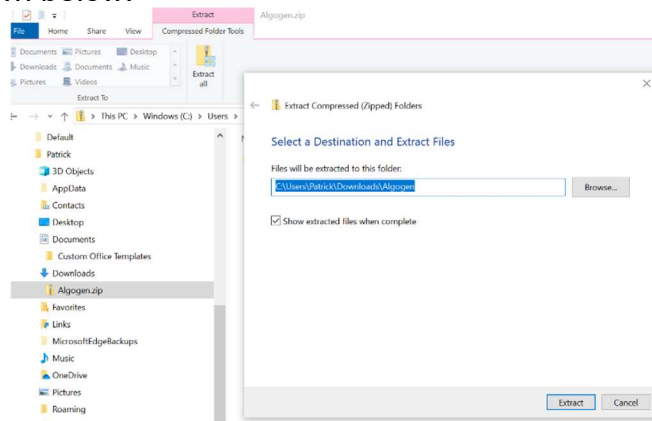 Extract
Algogen.zip
File Home Share View Compressed Folder Tools
Documents Pictures Desktop
Downloads Documents Music
Pictures Videos
Extract all
Extract To
This PC > Windows (C:) > Users >
Default
Patrick
3D Objects
AppData
Contacts
Desktop
Documents
Custom Office Templates
Downloads
Algogen.zip
Favorites
Links
MicrosoftEdgeBackups
Music
OneDrive
Pictures
Roaming
Extract Compressed (Zipped) Folders
Select a Destination and Extract Files
Files will be extracted to this folder:
C:\Users\Patrick\Downloads\Algogen
Browse...
Show extracted files when complete
Extract Cancel